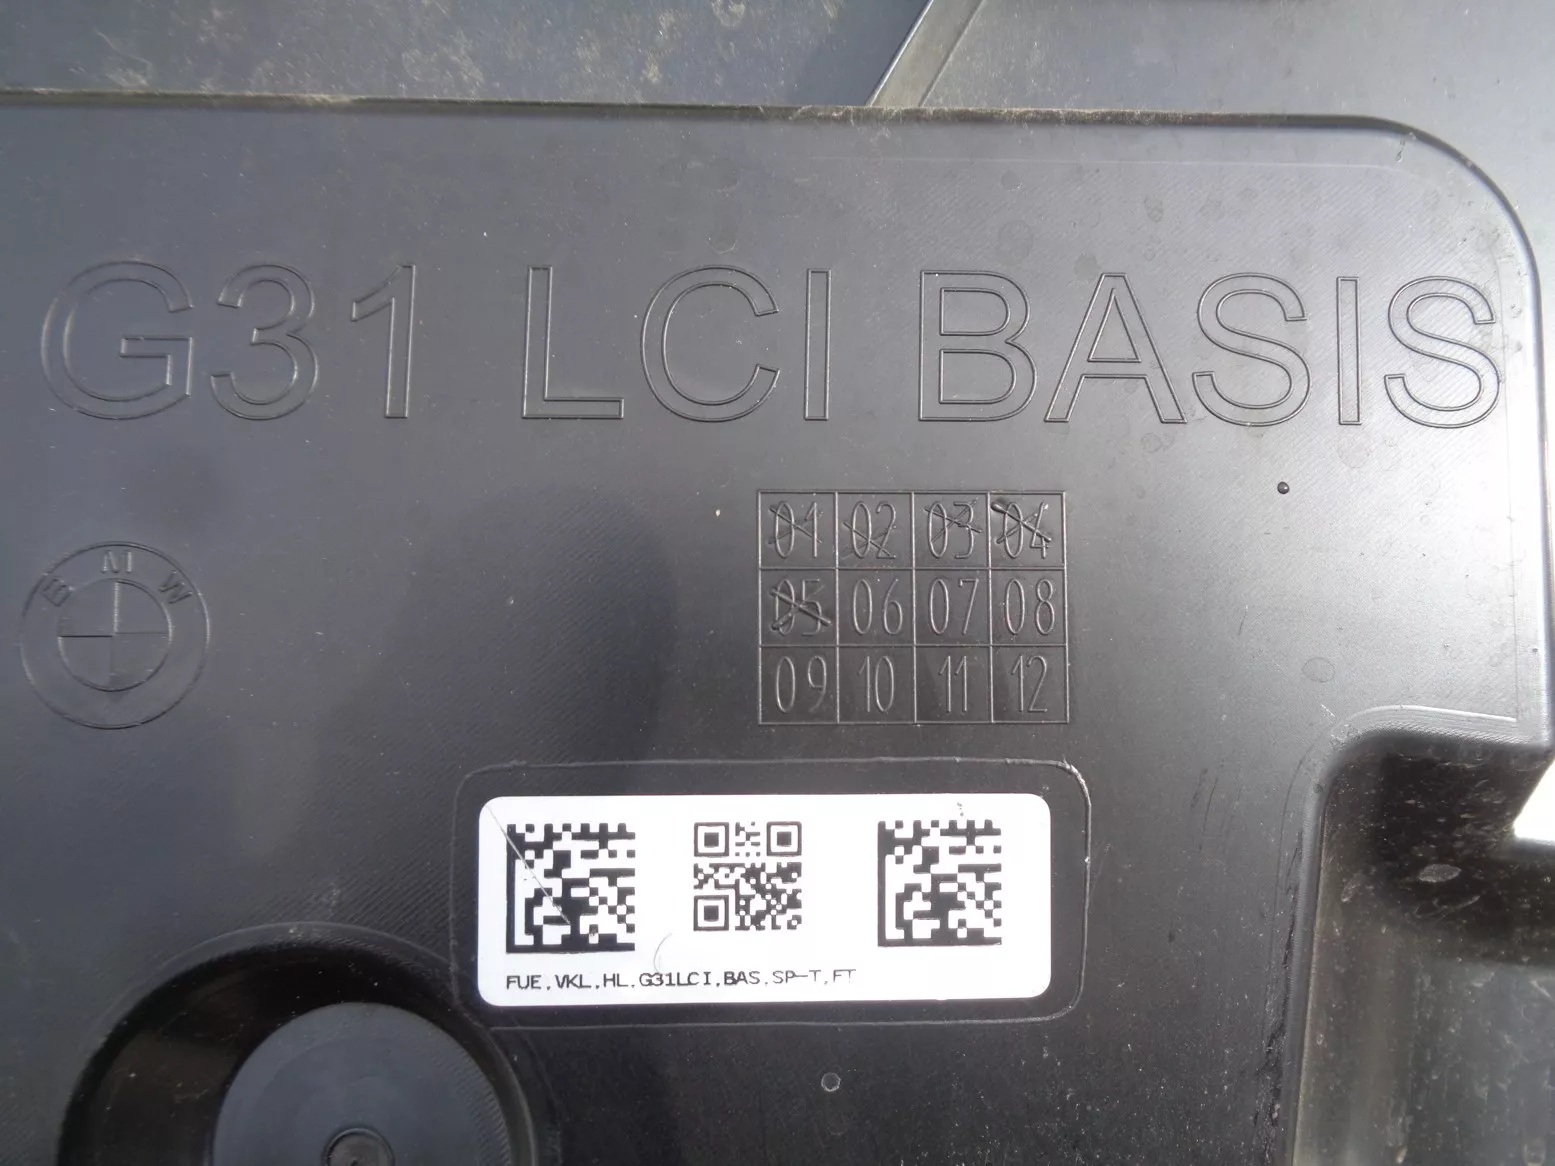 G31 LCI BASIS
BMW
01 02 03 04
05 06 07 08
09 10 11 12
FUE,VKL,HL,G31LCI,BAS,SP-T,FT